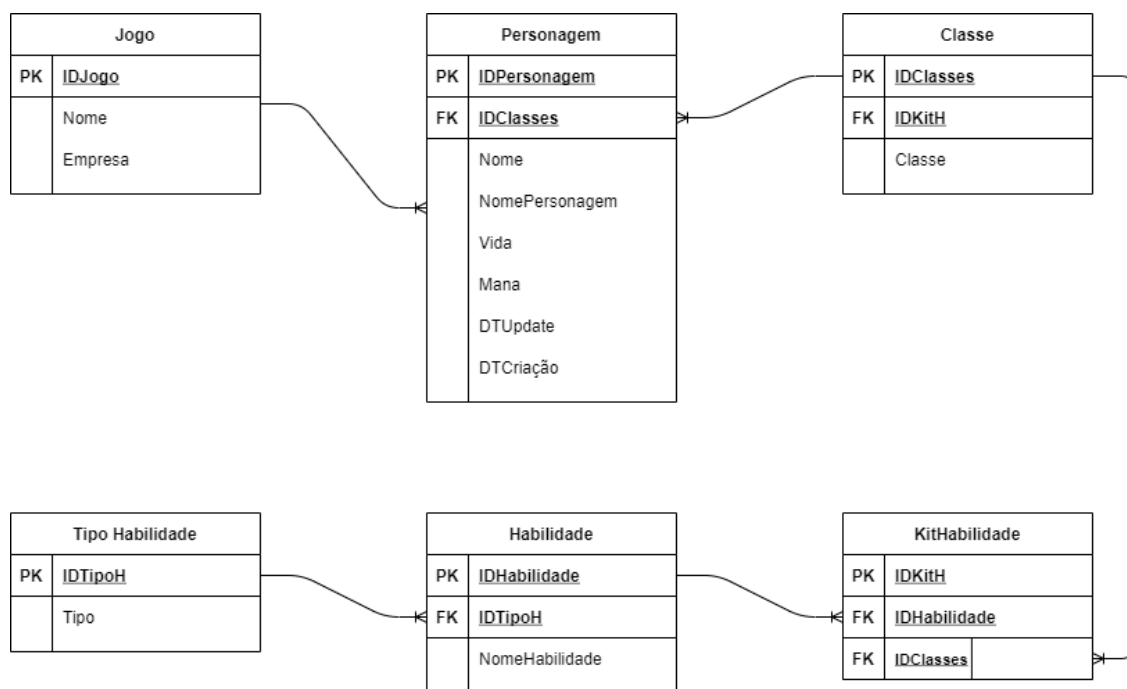 Jogo
PK IDJogo
Nome
Empresa
Personagem
PK IDPersonagem
FK IDClasses
Nome
NomePersonagem
Vida
Mana
DTUpdate
DTCriação
Classe
PK IDClasses
FK IDKitH
Classe
Tipo Habilidade
PK IDTipoH
Tipo
Habilidade
PK IDHabilidade
FK IDTipoH
NomeHabilidade
KitHabilidade
PK IDKitH
FK IDHabilidade
FK IDClasses